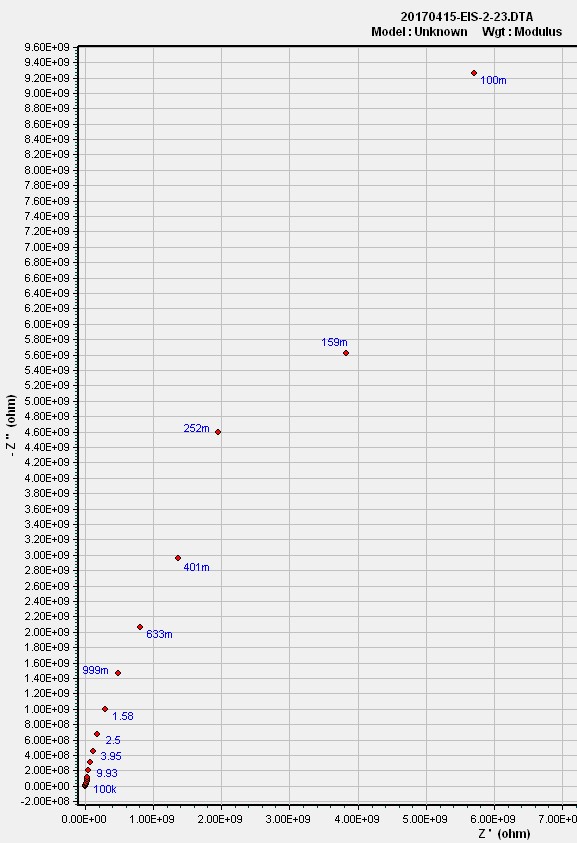 20170415-EIS-2-23.DTA
Model : Unknown Wgt : Modulus
9.60E+09
9.40E+09
9.20E+09
9.00E+09
8.80E+09
8.60E+09
8.40E+09
8.20E+09
8.00E+09
7.80E+09
7.60E+09
7.40E+09
7.20E+09
7.00E+09
6.80E+09
6.60E+09
6.40E+09
6.20E+09
6.00E+09
5.80E+09
5.60E+09
5.40E+09
5.20E+09
5.00E+09
4.80E+09
4.60E+09
4.40E+09
4.20E+09
4.00E+09
3.80E+09
3.60E+09
3.40E+09
3.20E+09
3.00E+09
2.80E+09
2.60E+09
2.40E+09
2.20E+09
2.00E+09
1.80E+09
1.60E+09
1.40E+09
1.20E+09
1.00E+09
8.00E+08
6.00E+08
4.00E+08
2.00E+08
0.00E+00
-2.00E+08
- Z '' (ohm)
100m
159m
252m
401m
633m
999m
1.58
2.5
3.95
9.93
100k
0.00E+00 1.00E+09 2.00E+09 3.00E+09 4.00E+09 5.00E+09 6.00E+09 7.00E+0
Z ' (ohm)